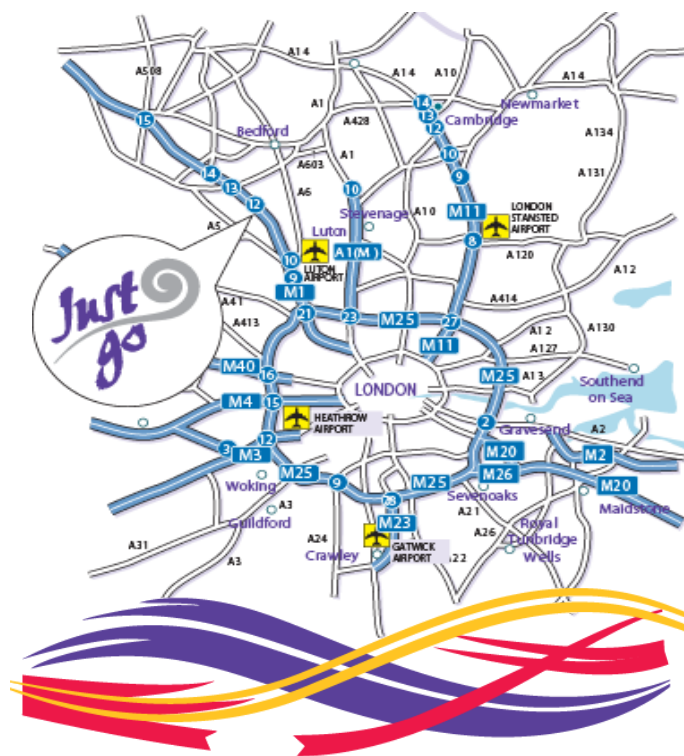 A14
A508
A14
A10
A14
Newmarket
14
15
A1
13
Cambridge
A428
12
Bedford
A134
A603
A1
10
14
9
A131
13
A6
10
12
M11
LONDON
STANSTED
AIRPORT
A10
Stevenage
A5
Luton
8
A1(M)
10
LUTON
AIRPORT
A120
9
A12
M1
A41
A414
21
23
M25
27
A413
A12
A130
M11
A127
Just
go
M40
16
M25
A13
Southend
on Sea
LONDON
M4
15
HEATHROW
AIRPORT
2
Gravesend
A2
12
3
M3
M20
M2
M25
M26
Woking
9
M25
M20
Sevenoaks
28
A3
Maidstone
Guildford
M23
A21
A24
A26
Royal
Tunbridge
Wells
A31
GATWICK
AIRPORT
Crawley
A3
A22